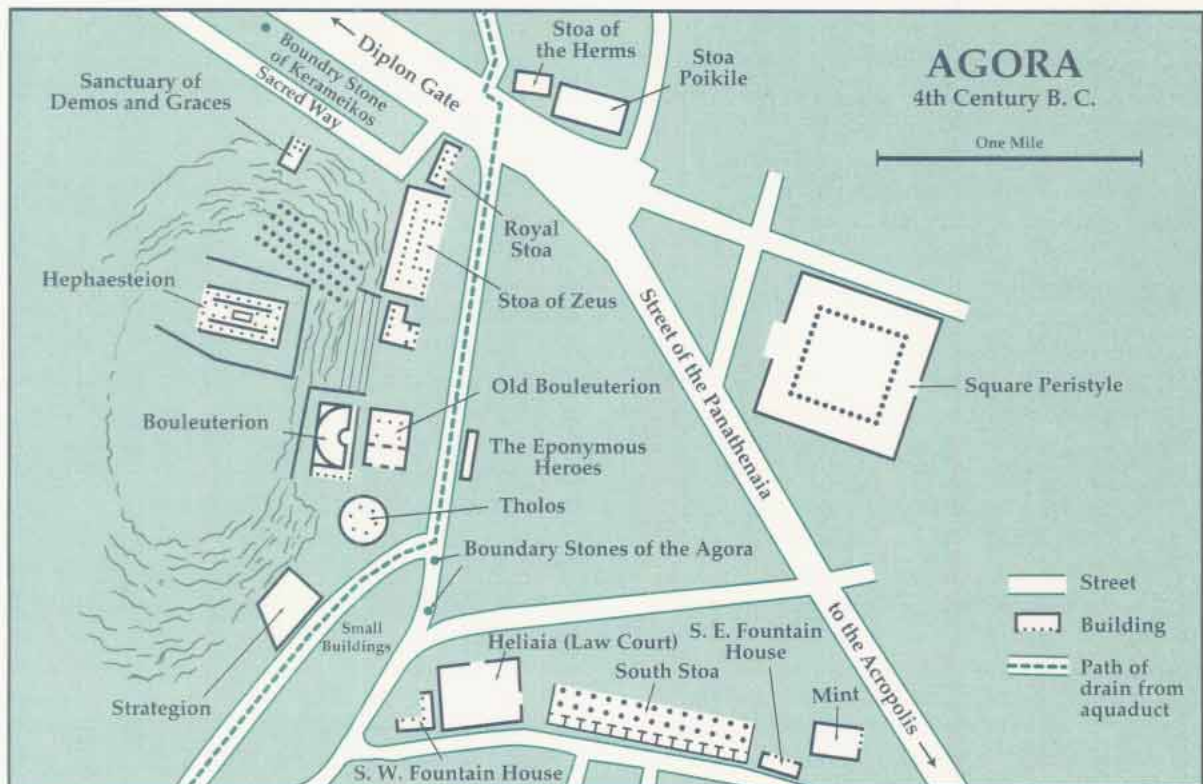 AGORA
4th Century B. C.
One Mile
Diplon Gate
Boundry Stone
of Kerameikos
Sacred Way
Sanctuary of
Demos and Graces
Stoa of
the Herms
Stoa
Poikile
Royal
Stoa
Stoa of Zeus
Hephaesteion
Street of the Panathenaia
to the Acropolis
Square Peristyle
Bouleuterion
Old Bouleuterion
The Eponymous
Heroes
Tholos
Boundary Stones of the Agora
Small
Buildings
Strategion
Heliaia (Law Court)
S. E. Fountain
House
South Stoa
Mint
S. W. Fountain House
Street
Building
Path of
drain from
aquaduct